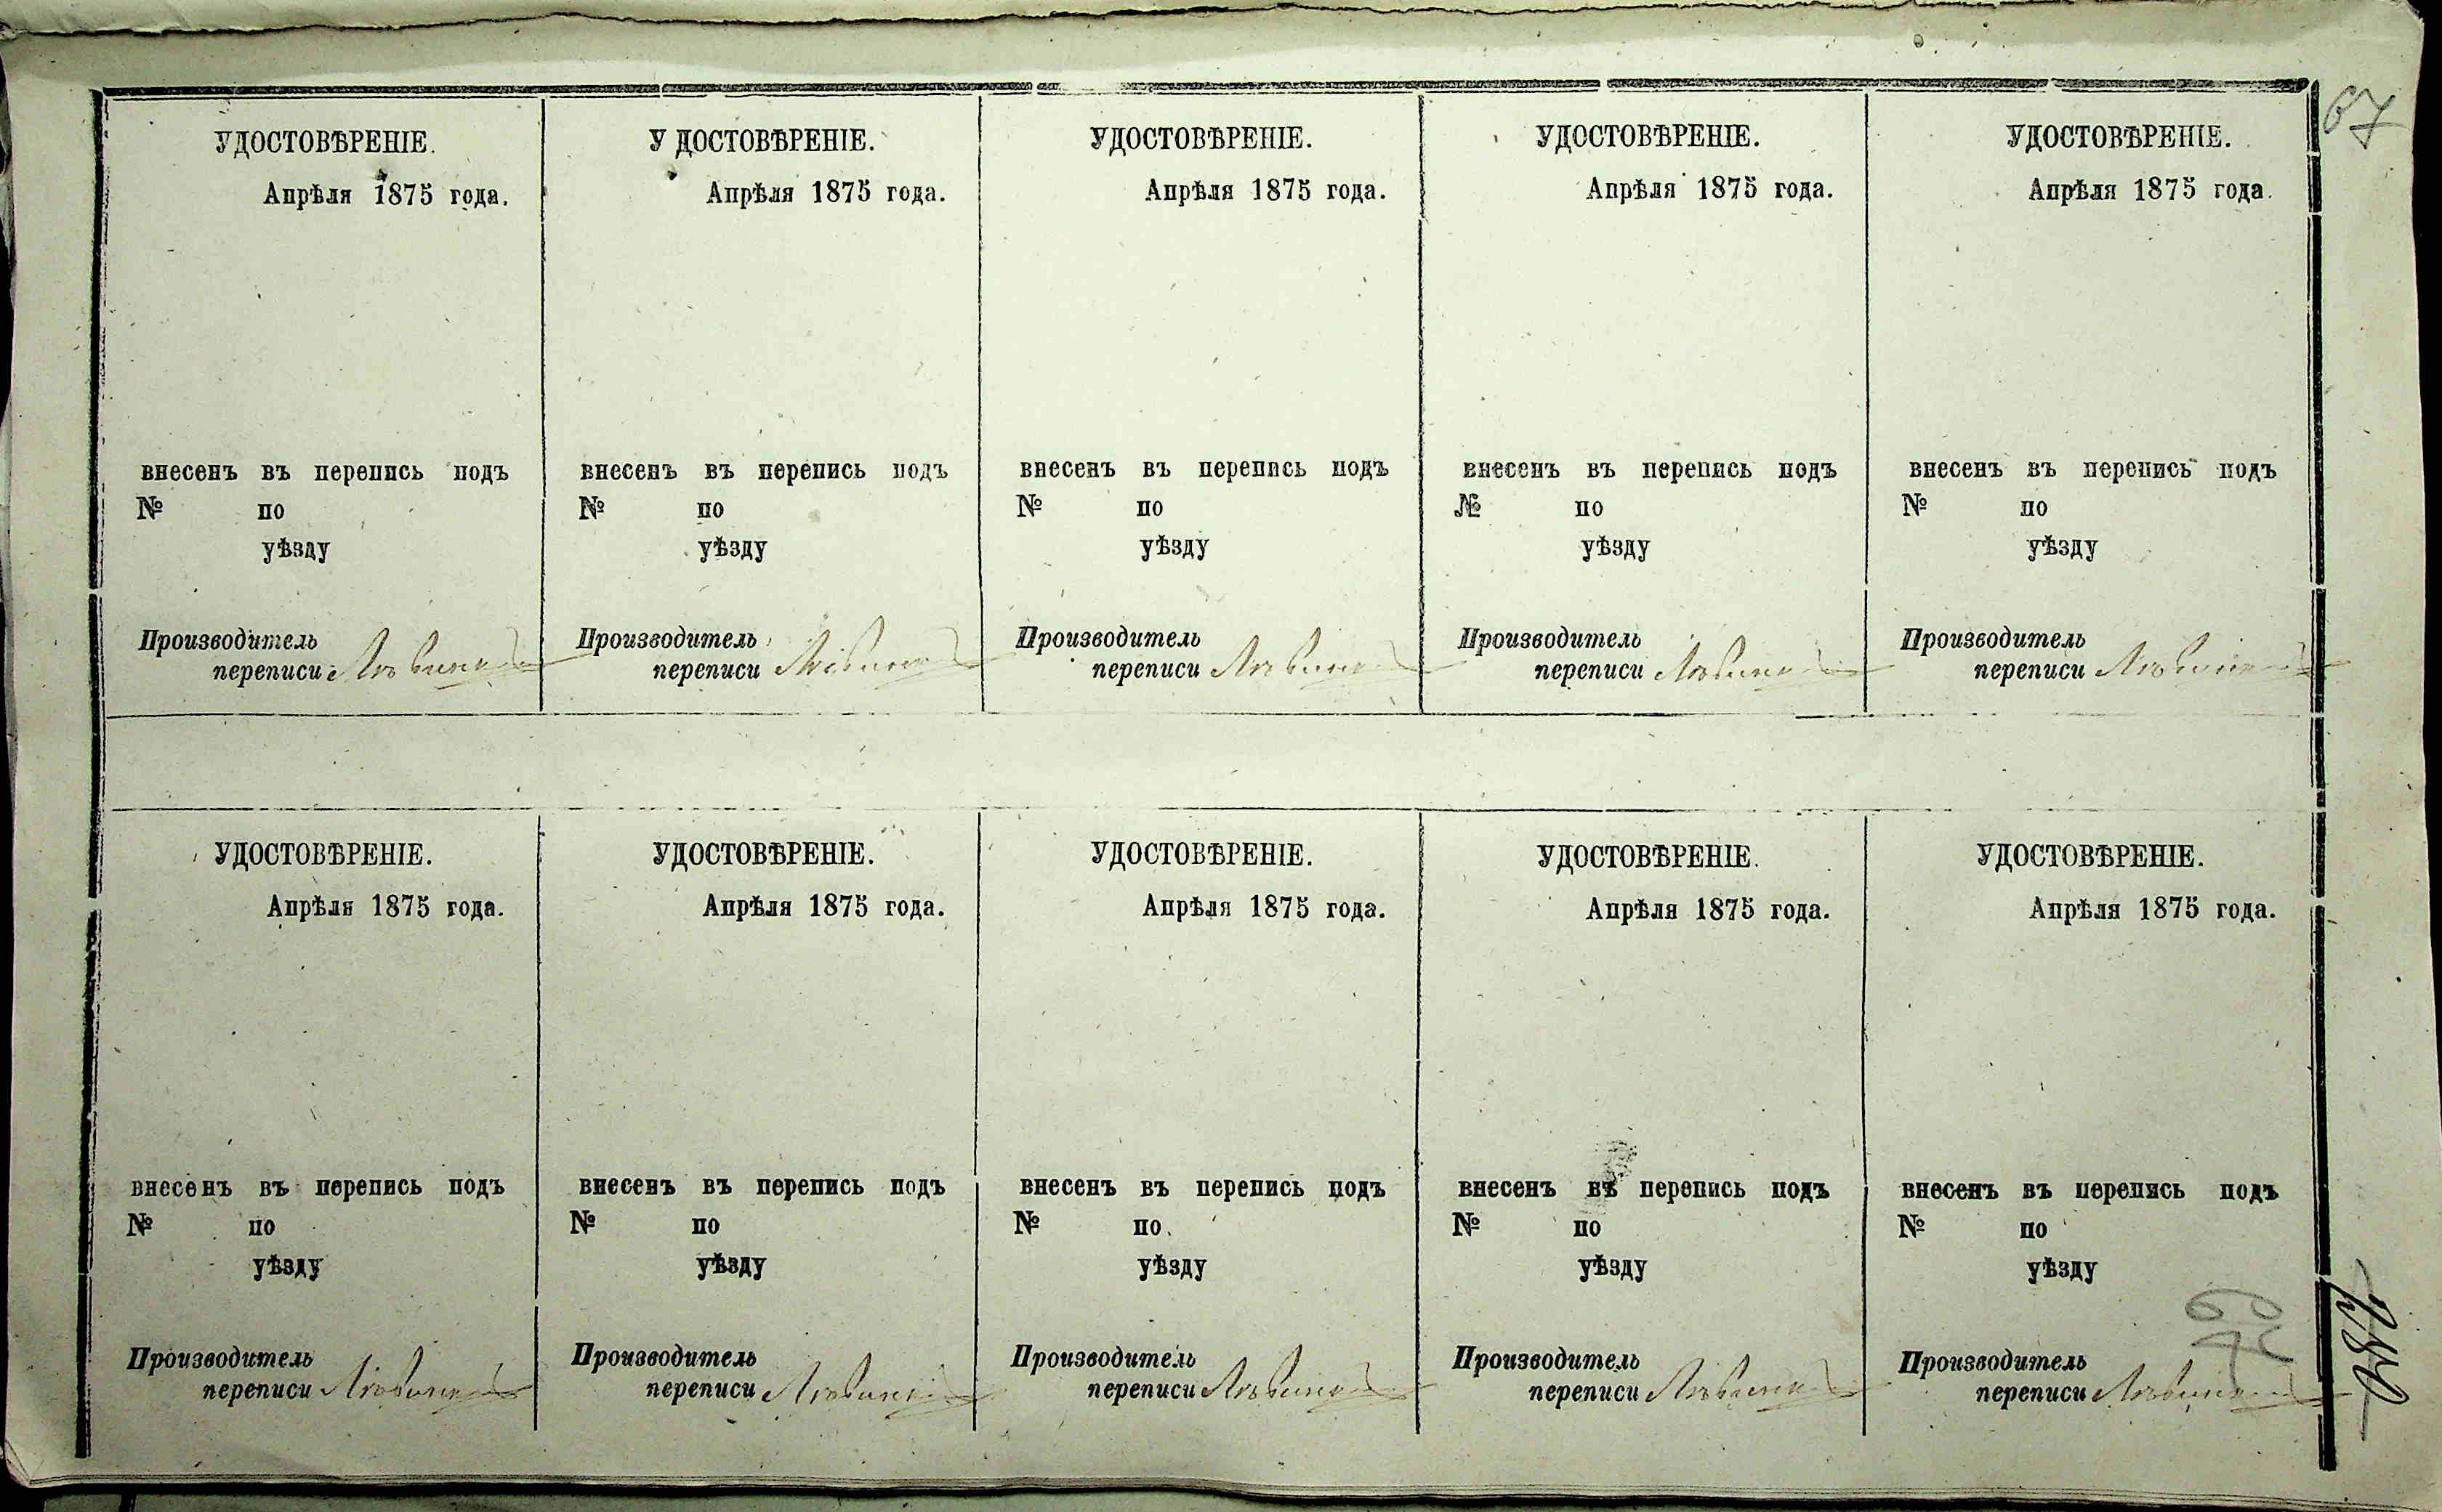 67
УДОСТОВѢРЕНІЕ.
Апрѣля 1875 года.
внесенъ въ перепись подъ
№ по
уѣзду
Производитель
переписи
У ДОСТОВѢРЕНІЕ.
Апрѣля 1875 года.
внесенъ въ перепись подъ
№ по
уѣзду
Производитель
переписи
УДОСТОВѢРЕНІЕ.
Апрѣля 1875 года.
внесенъ въ перепись подъ
№ по
уѣзду
Производитель
переписи
УДОСТОВѢРЕНІЕ.
Апрѣля 1875 года.
внесенъ въ перепись подъ
№ по
уѣзду
Производитель
переписи
УДОСТОВѢРЕНІЕ.
Апрѣля 1875 года.
внесенъ въ перепись подъ
№ по
уѣзду
Производитель
переписи
УДОСТОВѢРЕНІЕ.
Апрѣля 1875 года.
внесенъ въ перепись подъ
№ по
уѣзду
Производитель
переписи
УДОСТОВѢРЕНІЕ.
Апрѣля 1875 года.
внесенъ въ перепись подъ
№ по
уѣзду
Производитель
переписи
УДОСТОВѢРЕНІЕ.
Апрѣля 1875 года.
внесенъ въ перепись подъ
№ по
уѣзду
Производитель
переписи
УДОСТОВѢРЕНІЕ.
Апрѣля 1875 года.
внесенъ въ перепись подъ
№ по
уѣзду
Производитель
переписи
УДОСТОВѢРЕНІЕ.
Апрѣля 1875 года.
внесенъ въ перепись подъ
№ по
уѣзду
Производитель
переписи